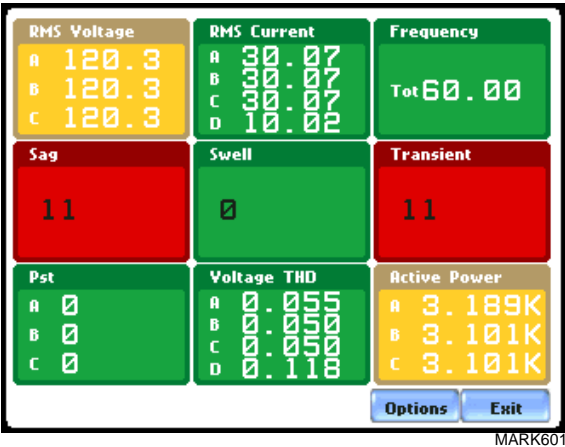 RMS Voltage
A 120.3
B 120.3
C 120.3
RMS Current
A 30.07
B 30.07
C 30.07
D 10.02
Frequency
Tot 60.00
Sag
11
Swell
0
Transient
11
Pst
A 0
B 0
C 0
Voltage THD
A 0.055
B 0.050
C 0.050
D 0.118
Active Power
A 3.189K
B 3.101K
C 3.101K
Options
Exit
MARK601